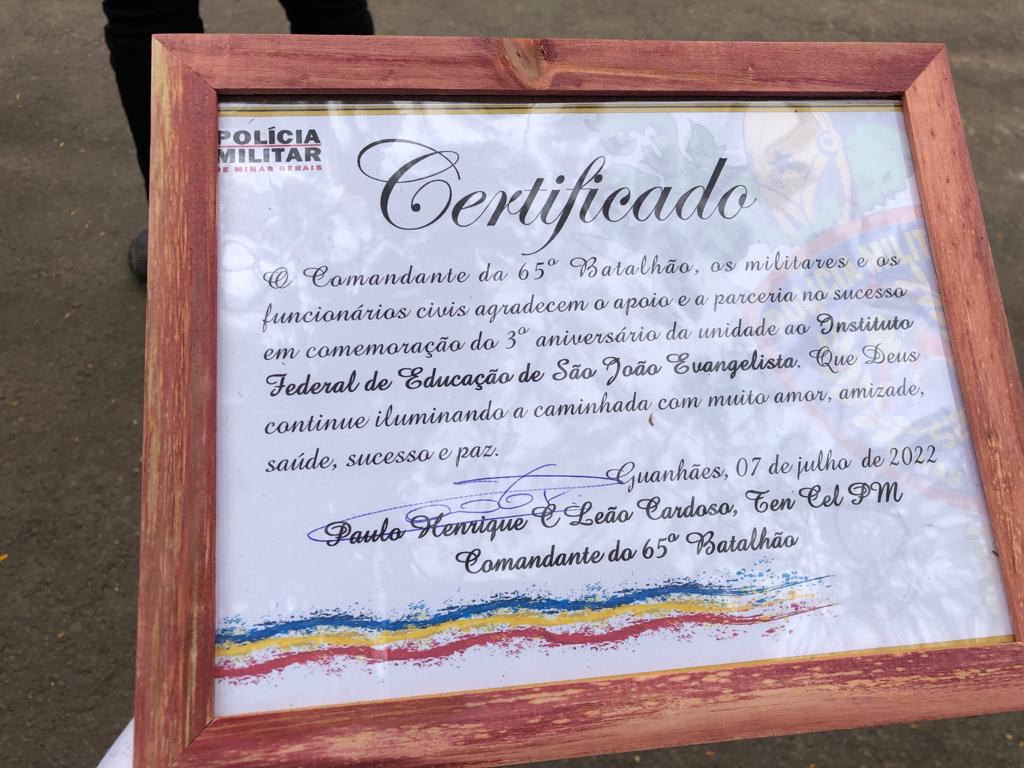 POLÍCIA
MILITAR
DE MINAS GERAIS
Certificado
O Comandante da 65º Batalhão, os militares e os
funcionários civis agradecem o apoio e a parceria no sucesso
em comemoração do 3º aniversário da unidade ao Instituto
Federal de Educação de São João Evangelista. Que Deus
continue iluminando a caminhada com muito amor, amizade,
saúde, sucesso e paz.
Guanhães, 07 de julho de 2022
Paulo Henrique C Leão Cardoso, Ten Cel PM
Comandante do 65º Batalhão